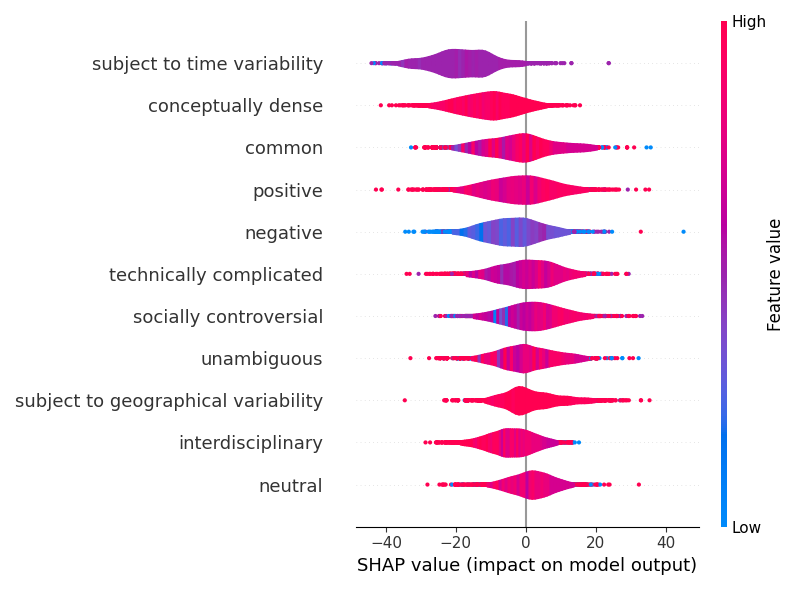 High
subject to time variability
conceptually dense
common
positive
negative
technically complicated
socially controversial
unambiguous
subject to geographical variability
interdisciplinary
neutral
Feature value
Low
−40 −20 0 20 40
SHAP value (impact on model output)